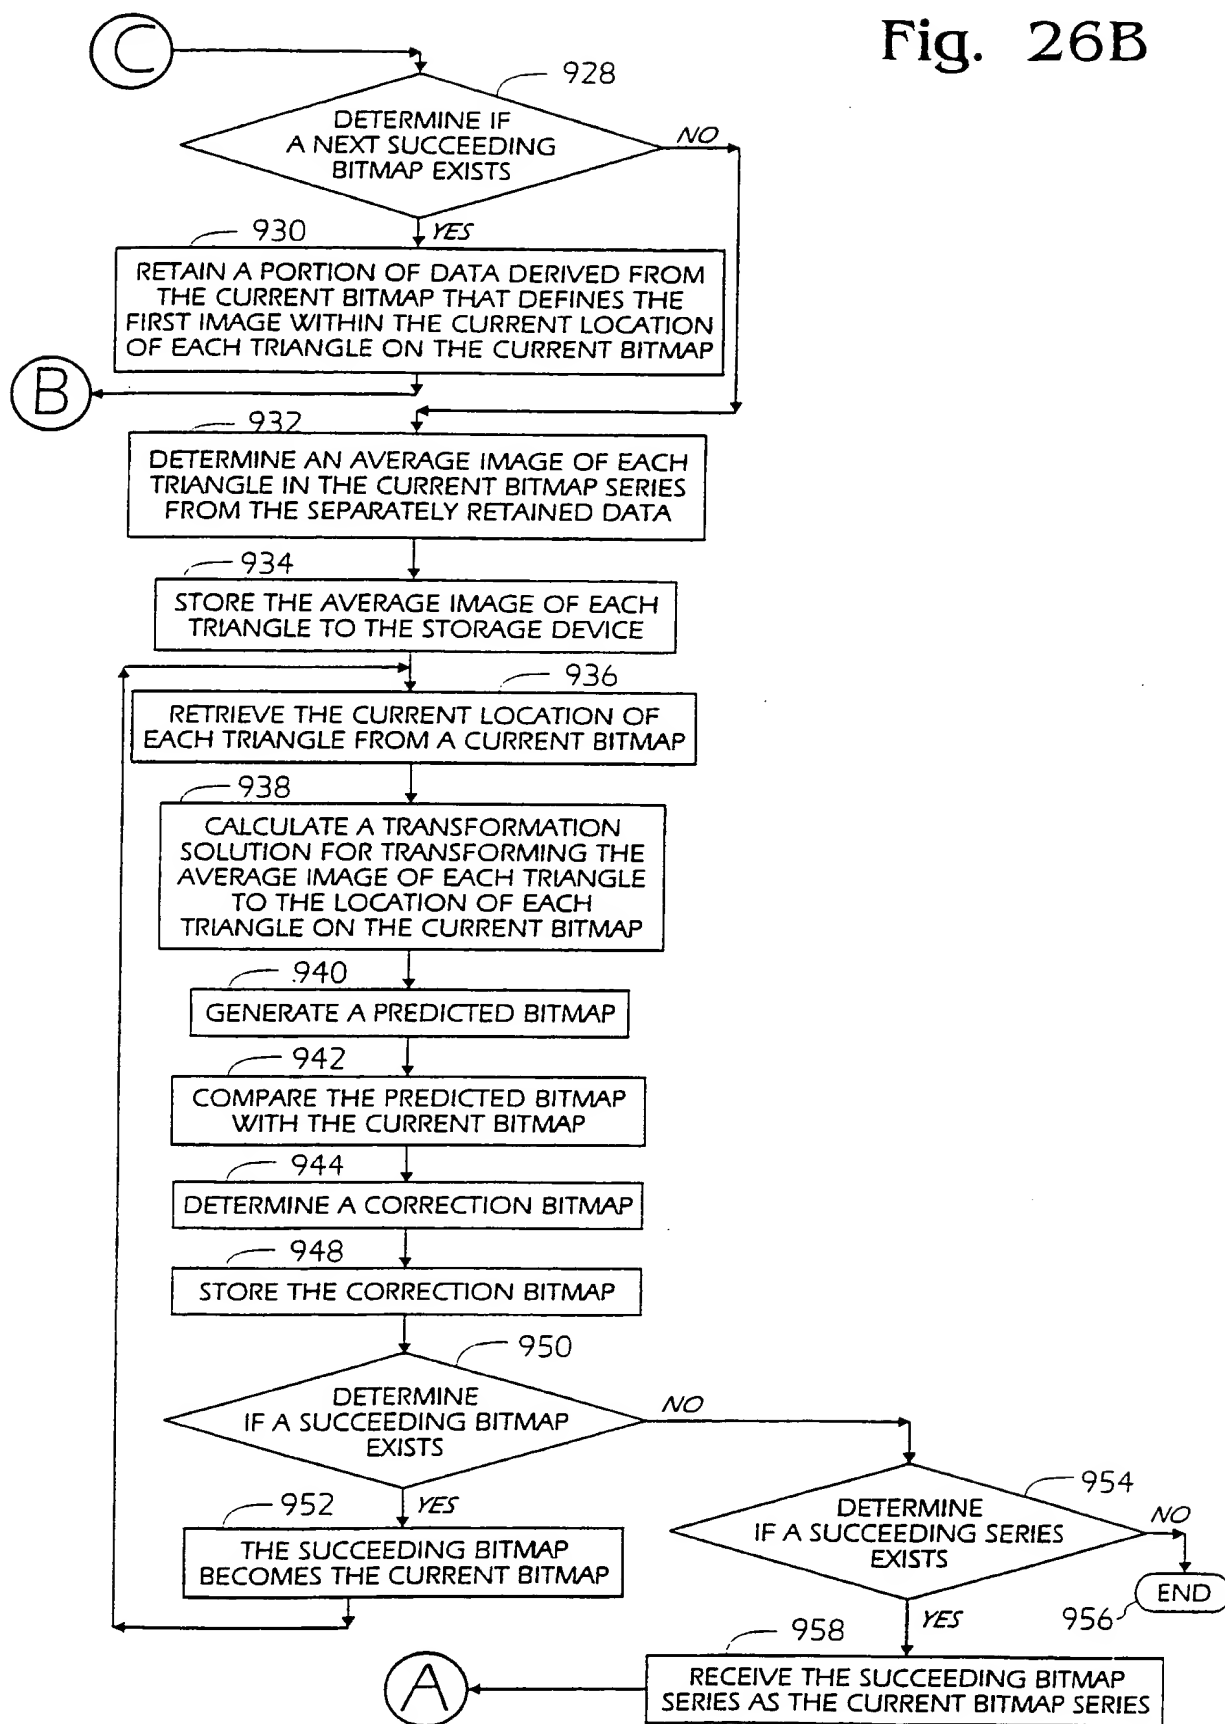 Fig. 26B
C
928
DETERMINE IF
A NEXT SUCCEEDING
BITMAP EXISTS
NO
YES
930
RETAIN A PORTION OF DATA DERIVED FROM
THE CURRENT BITMAP THAT DEFINES THE
FIRST IMAGE WITHIN THE CURRENT LOCATION
OF EACH TRIANGLE ON THE CURRENT BITMAP
B
932
DETERMINE AN AVERAGE IMAGE OF EACH
TRIANGLE IN THE CURRENT BITMAP SERIES
FROM THE SEPARATELY RETAINED DATA
934
STORE THE AVERAGE IMAGE OF EACH
TRIANGLE TO THE STORAGE DEVICE
936
RETRIEVE THE CURRENT LOCATION OF
EACH TRIANGLE FROM A CURRENT BITMAP
938
CALCULATE A TRANSFORMATION
SOLUTION FOR TRANSFORMING THE
AVERAGE IMAGE OF EACH TRIANGLE
TO THE LOCATION OF EACH
TRIANGLE ON THE CURRENT BITMAP
940
GENERATE A PREDICTED BITMAP
942
COMPARE THE PREDICTED BITMAP
WITH THE CURRENT BITMAP
944
DETERMINE A CORRECTION BITMAP
948
STORE THE CORRECTION BITMAP
950
DETERMINE
IF A SUCCEEDING BITMAP
EXISTS
NO
YES
952
THE SUCCEEDING BITMAP
BECOMES THE CURRENT BITMAP
954
DETERMINE
IF A SUCCEEDING SERIES
EXISTS
NO
END
956
YES
958
RECEIVE THE SUCCEEDING BITMAP
SERIES AS THE CURRENT BITMAP SERIES
A